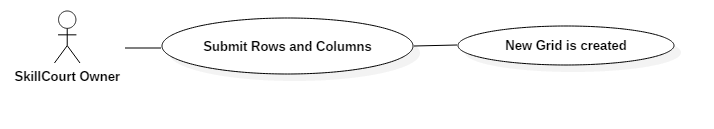 SkillCourt Owner
Submit Rows and Columns
New Grid is created